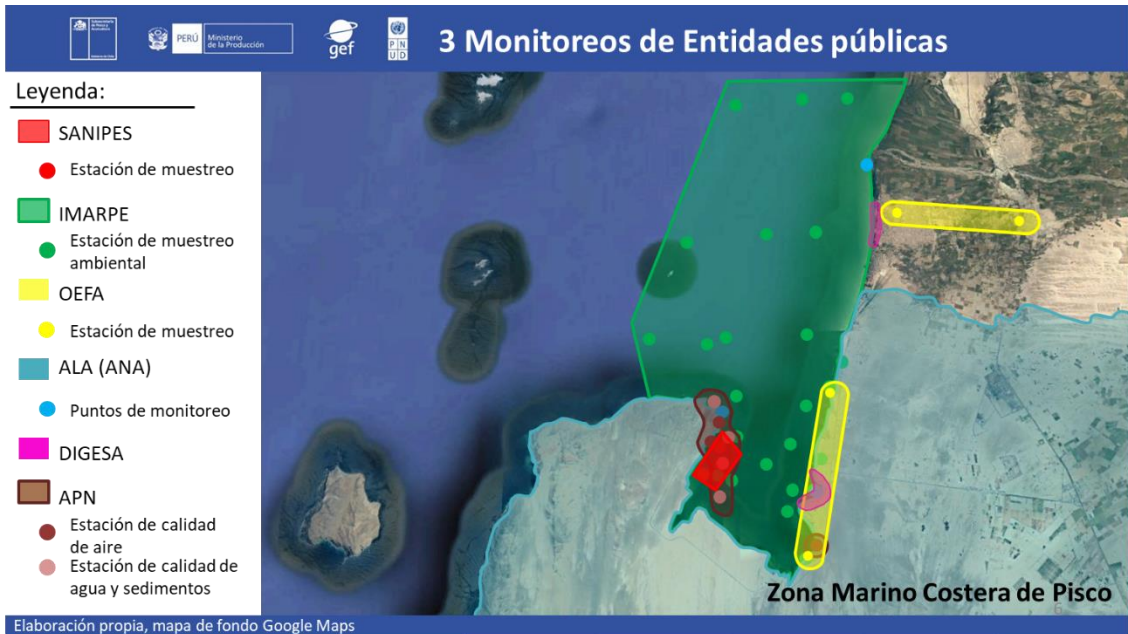 PERÚ
Ministerio
de la Producción
gef
P N
U D
3 Monitoreos de Entidades públicas
Leyenda:
SANIPES
Estación de muestreo
IMARPE
Estación de muestreo
ambiental
OEFA
Estación de muestreo
ALA (ANA)
Puntos de monitoreo
DIGESA
APN
Estación de calidad
de aire
Estación de calidad de
agua y sedimentos
Zona Marino Costera de Pisco
6
Elaboración propia, mapa de fondo Google Maps